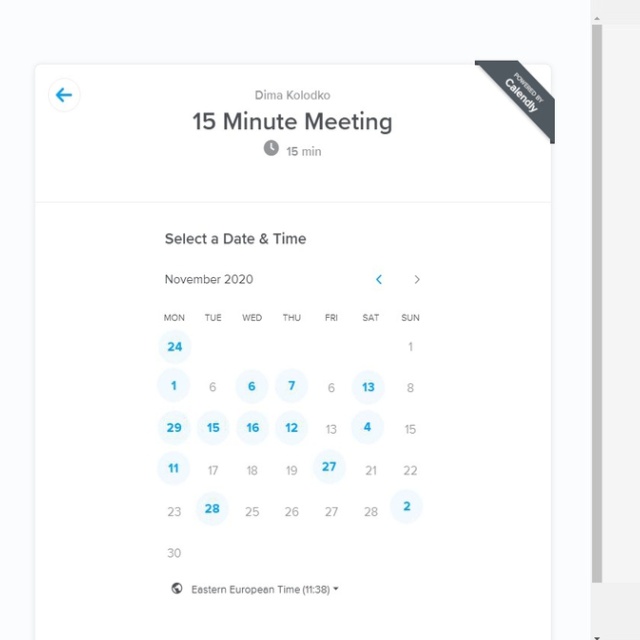 POWERED BY
Calendly
Dima Kolodko
15 Minute Meeting
15 min
Select a Date & Time
November 2020
MON TUE WED THU FRI SAT SUN
24 1
1 6 6 7 6 13 8
29 15 16 12 13 4 15
11 17 18 19 27 21 22
23 28 25 26 27 28 2
30
Eastern European Time (11:38)